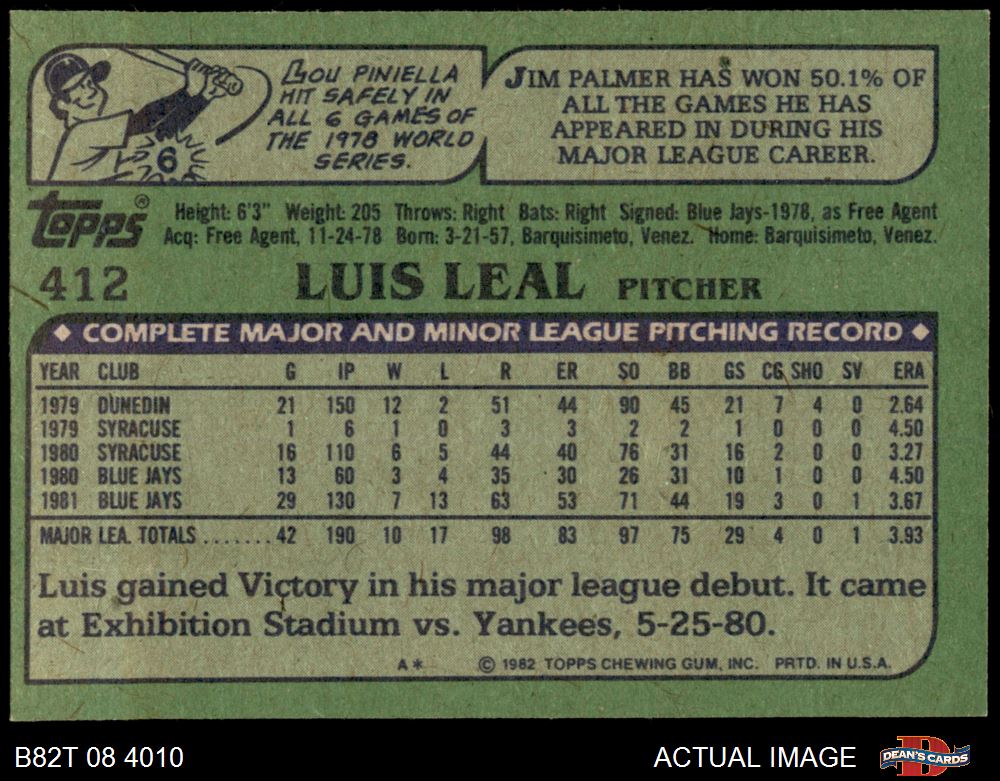 Lou Piniella
hit safely in
all 6 games of
the 1978 World
Series.
6
Jim Palmer has won 50.1% of
all the games he has
appeared in during his
major league career.
Topps®
Height: 6'3" Weight: 205 Throws: Right Bats: Right Signed: Blue Jays-1978, as Free Agent
Acq: Free Agent, 11-24-78 Born: 3-21-57, Barquisimeto, Venez. Home: Barquisimeto, Venez.
412 LUIS LEAL PITCHER
◆ COMPLETE MAJOR AND MINOR LEAGUE PITCHING RECORD ◆
YEAR CLUB G IP W L R ER SO BB GS CG SHO SV ERA
1979 DUNEDIN 21 150 12 2 51 44 90 45 21 7 4 0 2.64
1979 SYRACUSE 1 6 1 0 3 3 2 2 1 0 0 0 4.50
1980 SYRACUSE 16 110 6 5 44 40 76 31 16 2 0 0 3.27
1980 BLUE JAYS 13 60 3 4 35 30 26 31 10 1 0 0 4.50
1981 BLUE JAYS 29 130 7 13 63 53 71 44 19 3 0 1 3.67
MAJOR LEA. TOTALS ....... 42 190 10 17 98 83 97 75 29 4 0 1 3.93
Luis gained Victory in his major league debut. It came
at Exhibition Stadium vs. Yankees, 5-25-80.
A* © 1982 TOPPS CHEWING GUM, INC. PRTD. IN U.S.A.
B82T 08 4010 ACTUAL IMAGE DEAN'S CARDS